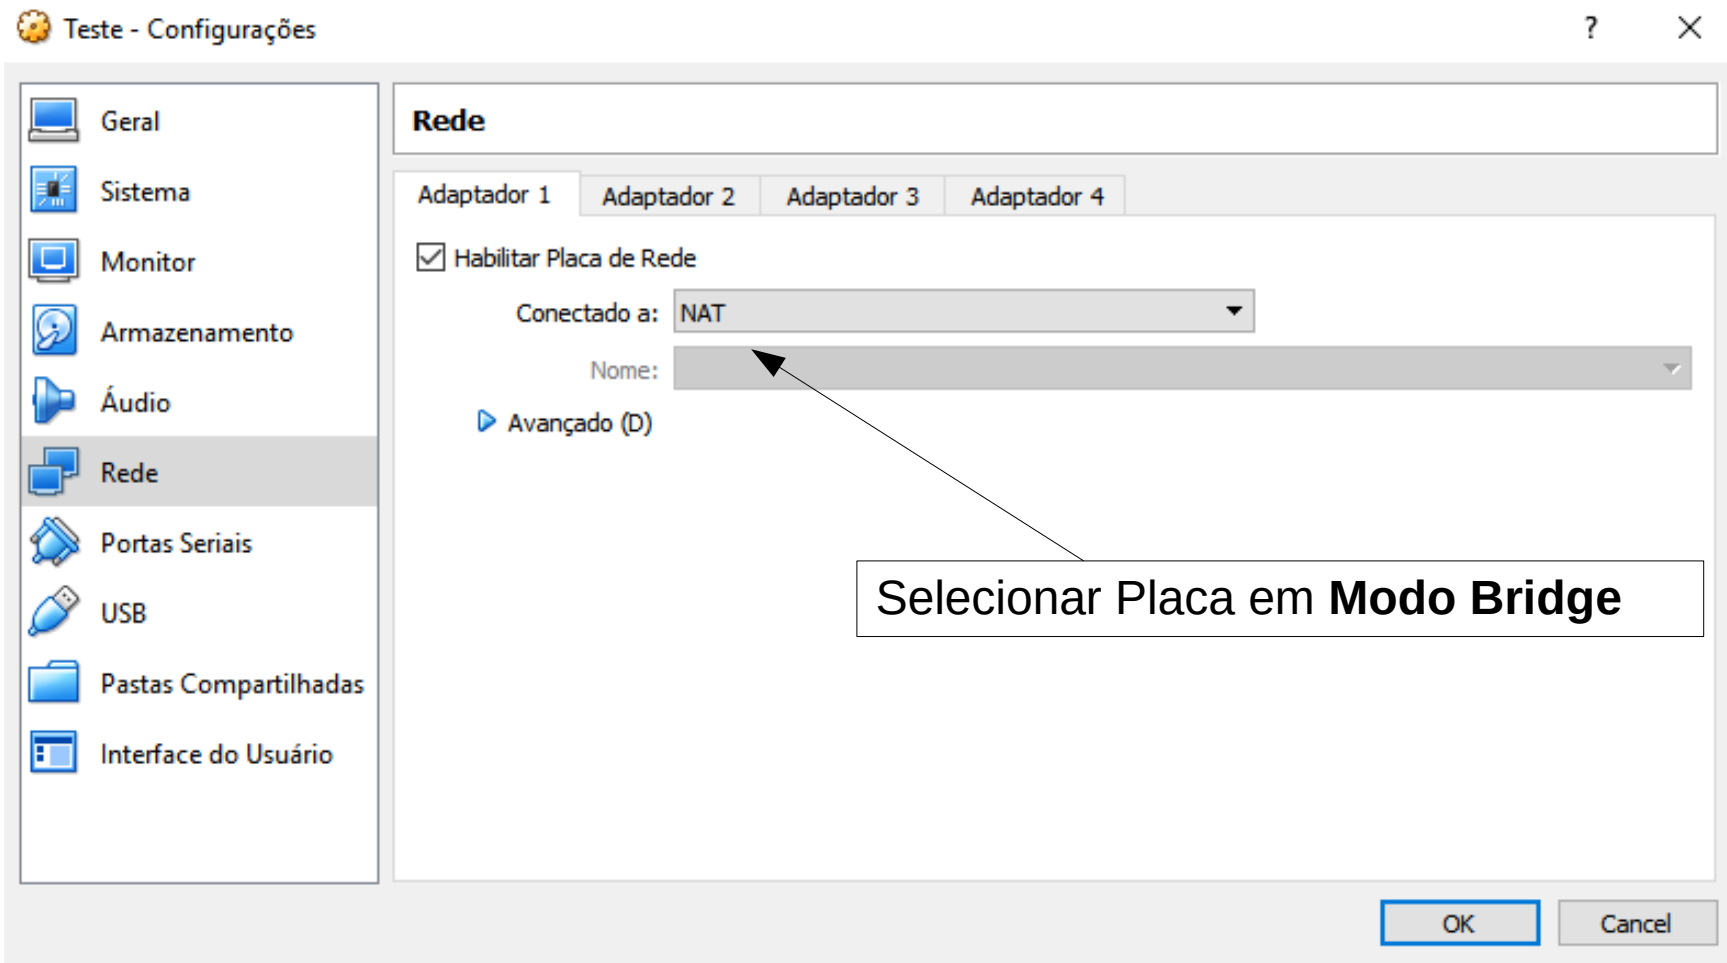 Teste - Configurações
?
Geral
Sistema
Monitor
Armazenamento
Áudio
Rede
Portas Seriais
USB
Pastas Compartilhadas
Interface do Usuário
Rede
Adaptador 1 Adaptador 2 Adaptador 3 Adaptador 4
Habilitar Placa de Rede
Conectado a: NAT
Nome:
Avançado (D)
Selecionar Placa em Modo Bridge
OK Cancel